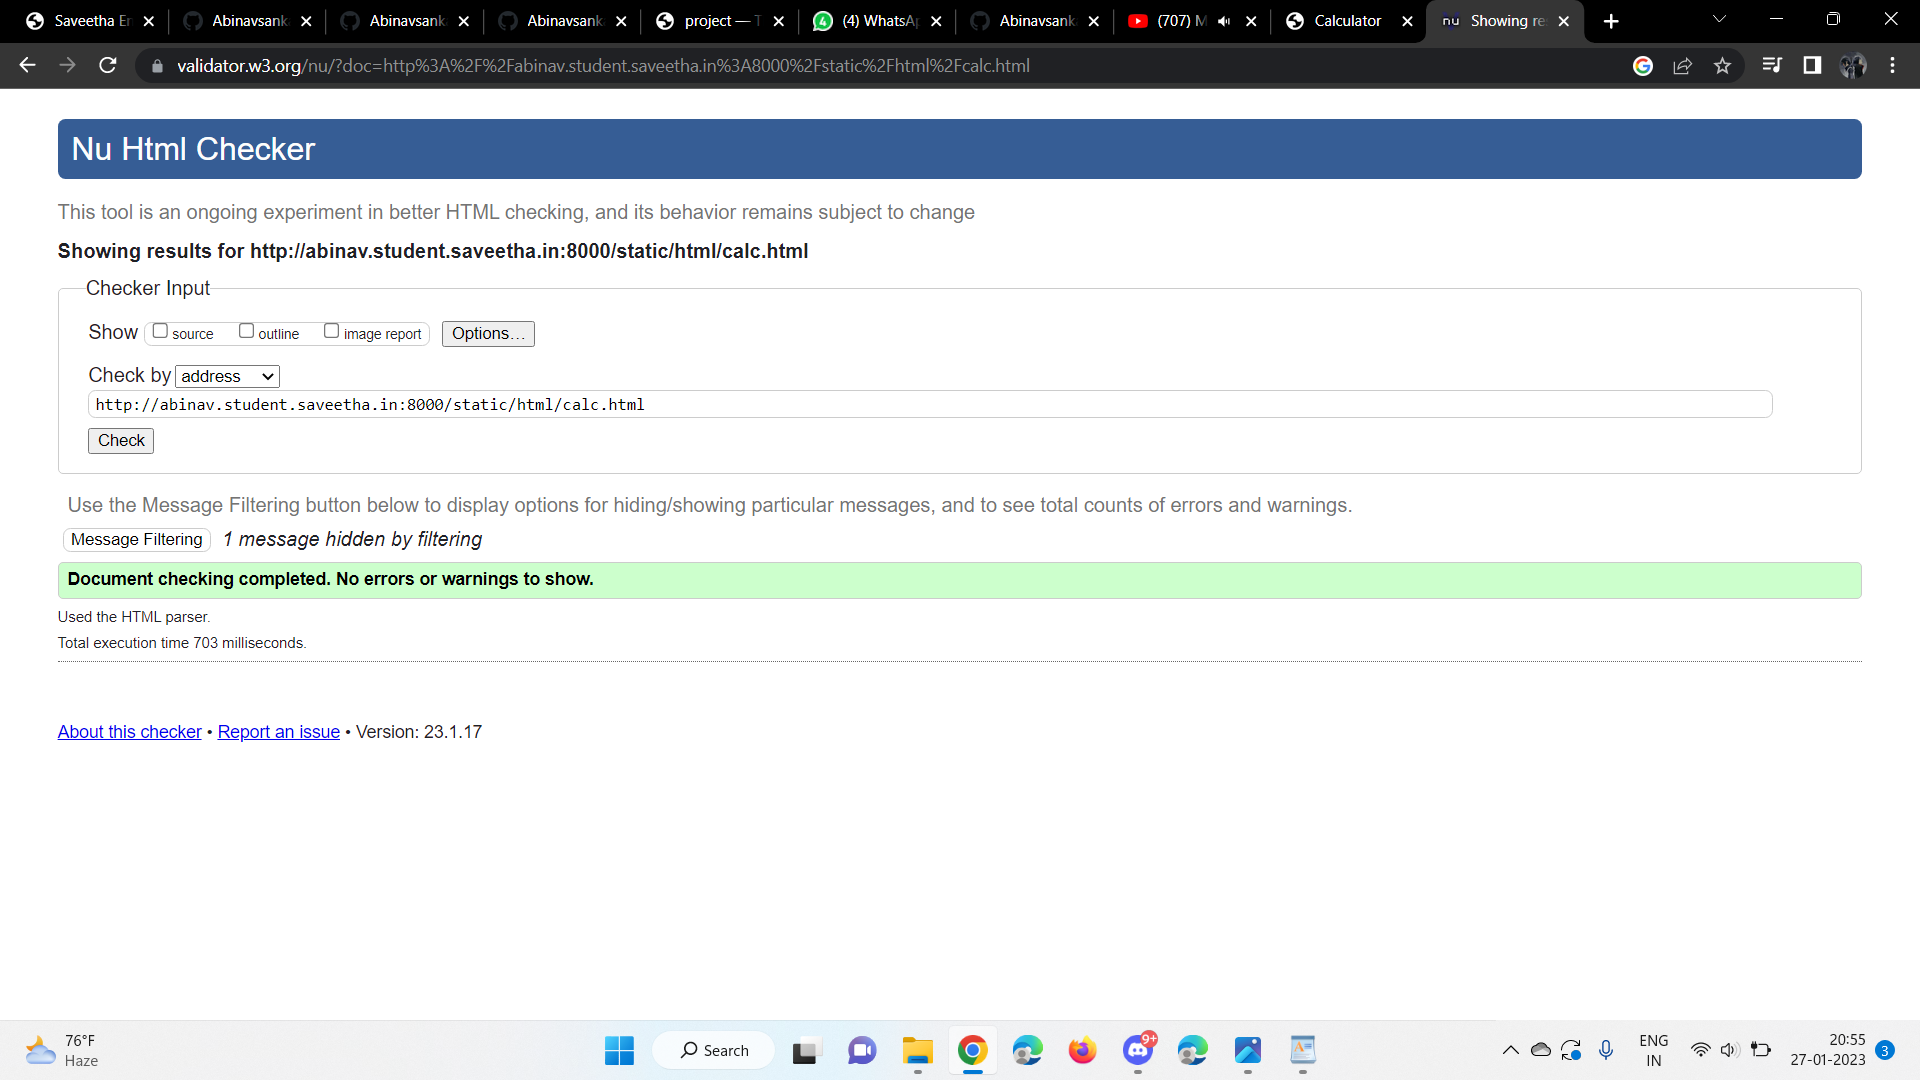 Saveetha En
Abinavsank
Abinavsank
Abinavsank
project — T
(4) WhatsAp
Abinavsank
(707) M
Calculator
Showing res
validator.w3.org/nu/?doc=http%3A%2F%2Fabinav.student.saveetha.in%3A8000%2Fstatic%2Fhtml%2Fcalc.html
Nu Html Checker
This tool is an ongoing experiment in better HTML checking, and its behavior remains subject to change
Showing results for http://abinav.student.saveetha.in:8000/static/html/calc.html
Checker Input
Show source outline image report Options...
Check by address
http://abinav.student.saveetha.in:8000/static/html/calc.html
Check
Use the Message Filtering button below to display options for hiding/showing particular messages, and to see total counts of errors and warnings.
Message Filtering 1 message hidden by filtering
Document checking completed. No errors or warnings to show.
Used the HTML parser.
Total execution time 703 milliseconds.
About this checker • Report an issue • Version: 23.1.17
76°F
Haze
Search
9+
ENG
IN
20:55
27-01-2023
3